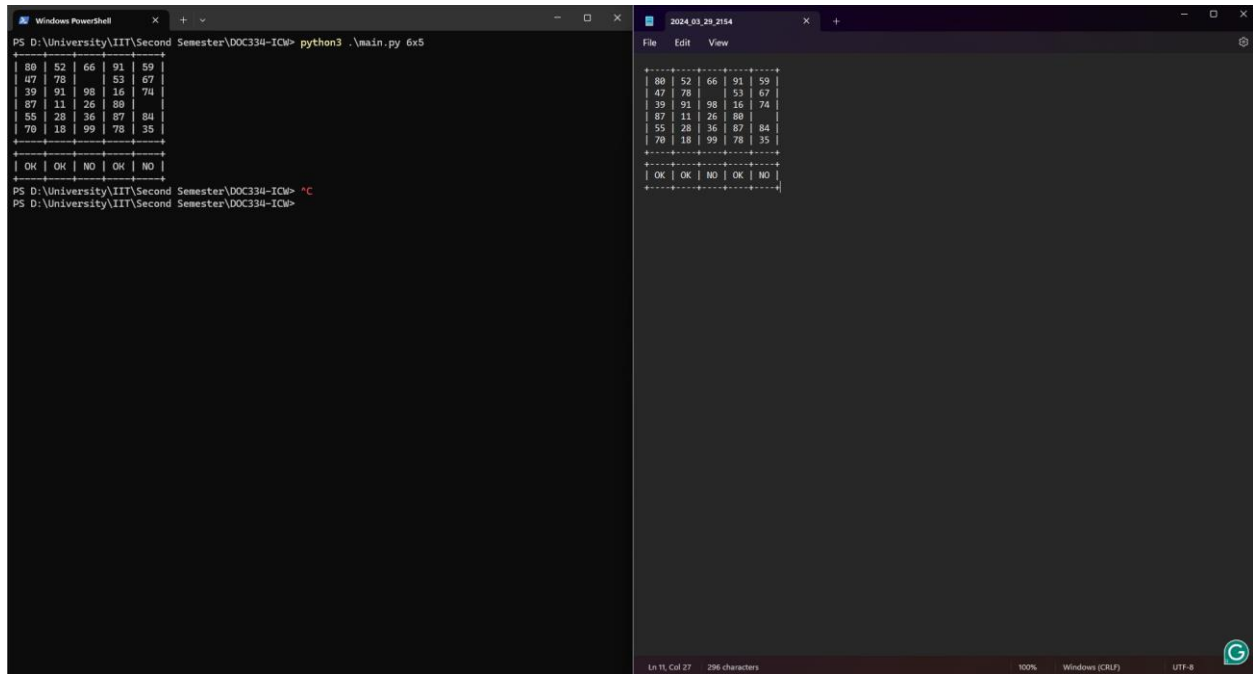 Windows PowerShell
PS D:\University\IIT\Second Semester\DOC334-ICW> python3 .\main.py 6x5
+----+----+----+----+----+
| 80 | 52 | 66 | 91 | 59 |
| 47 | 78 |    | 53 | 67 |
| 39 | 91 | 98 | 16 | 74 |
| 87 | 11 | 26 | 80 |    |
| 55 | 28 | 36 | 87 | 84 |
| 70 | 18 | 99 | 78 | 35 |
+----+----+----+----+----+
+----+----+----+----+----+
| OK | OK | NO | OK | NO |
+----+----+----+----+----+
PS D:\University\IIT\Second Semester\DOC334-ICW> ^C
PS D:\University\IIT\Second Semester\DOC334-ICW>
2024_03_29_2154
File Edit View
+----+----+----+----+----+
| 80 | 52 | 66 | 91 | 59 |
| 47 | 78 |    | 53 | 67 |
| 39 | 91 | 98 | 16 | 74 |
| 87 | 11 | 26 | 80 |    |
| 55 | 28 | 36 | 87 | 84 |
| 70 | 18 | 99 | 78 | 35 |
+----+----+----+----+----+
+----+----+----+----+----+
| OK | OK | NO | OK | NO |
+----+----+----+----+----+
Ln 11, Col 27 296 characters 100% Windows (CRLF) UTF-8
G